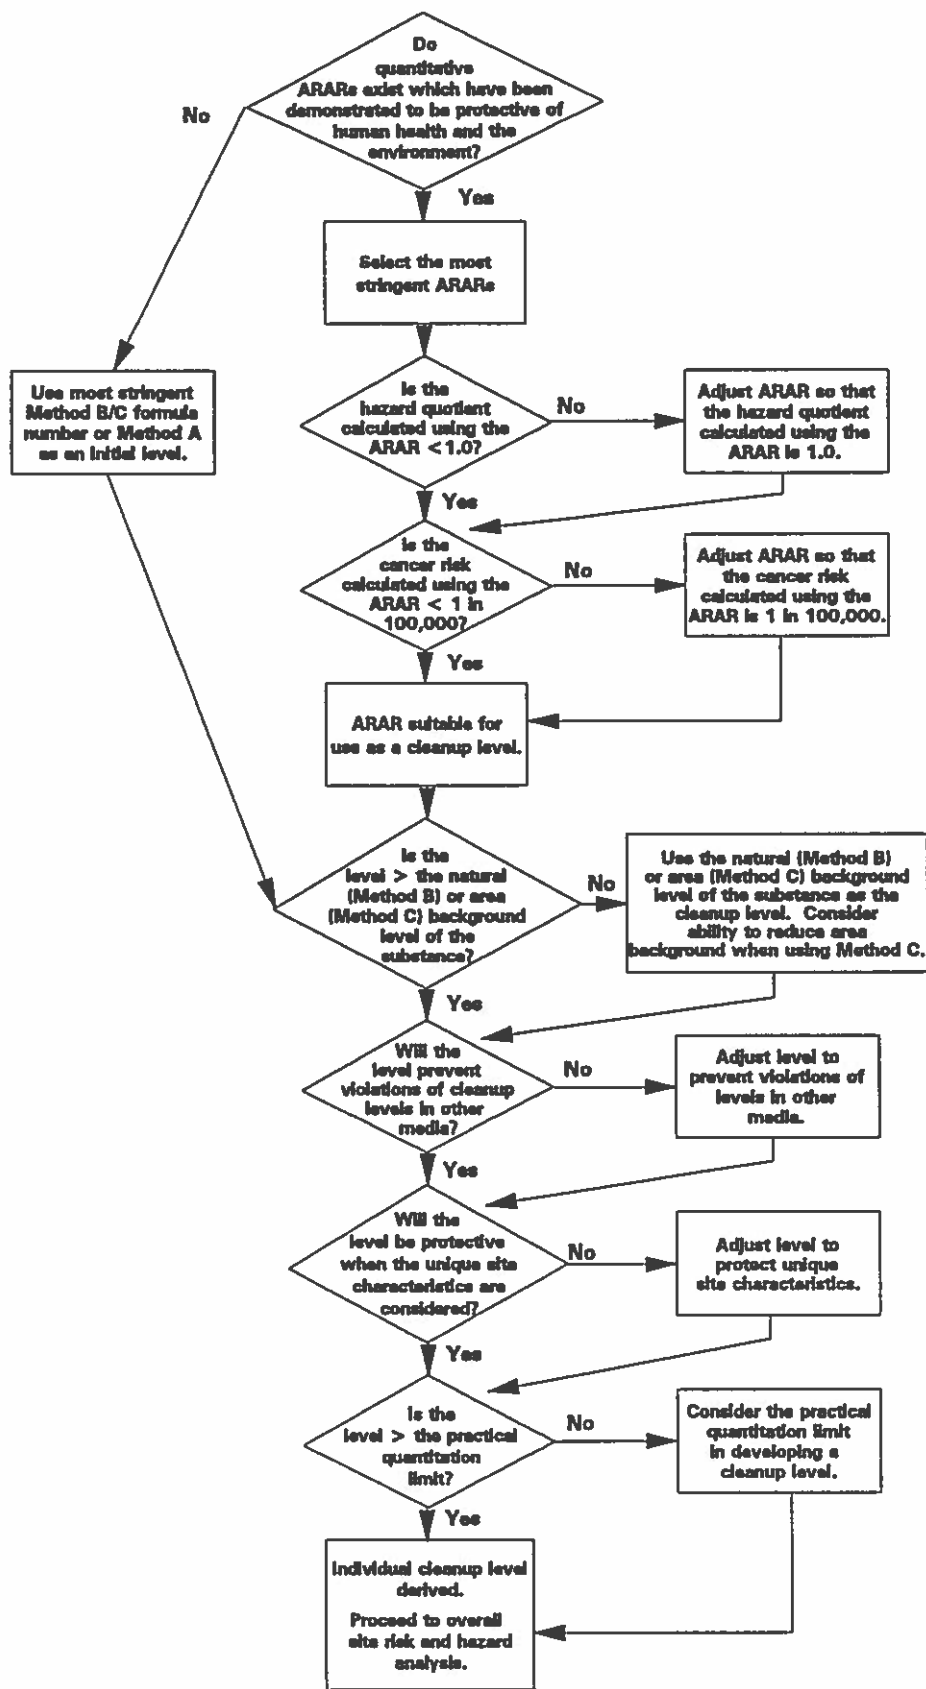 Do
quantitative
ARARs exist which have been
demonstrated to be protective of
human health and the
environment?
No
Yes
Select the most
stringent ARARs
Use most stringent
Method B/C formula
number or Method A
as an initial level.
Is the
hazard quotient
calculated using the
ARAR <1.0?
No
Adjust ARAR so that
the hazard quotient
calculated using the
ARAR is 1.0.
Yes
Is the
cancer risk
calculated using the
ARAR < 1 in
100,000?
No
Adjust ARAR so that
the cancer risk
calculated using the
ARAR is 1 in 100,000.
Yes
ARAR suitable for
use as a cleanup level.
Is the
level > the natural
(Method B) or area
(Method C) background
level of the
substance?
No
Use the natural (Method B)
or area (Method C) background
level of the substance as the
cleanup level. Consider
ability to reduce area
background when using Method C.
Yes
Will the
level prevent
violations of cleanup
levels in other
media?
No
Adjust level to
prevent violations of
levels in other
media.
Yes
Will the
level be protective
when the unique site
characteristics are
considered?
No
Adjust level to
protect unique
site characteristics.
Yes
Is the
level > the practical
quantitation
limit?
No
Consider the practical
quantitation limit
in developing a
cleanup level.
Yes
Individual cleanup level
derived.
Proceed to overall
site risk and hazard
analysis.